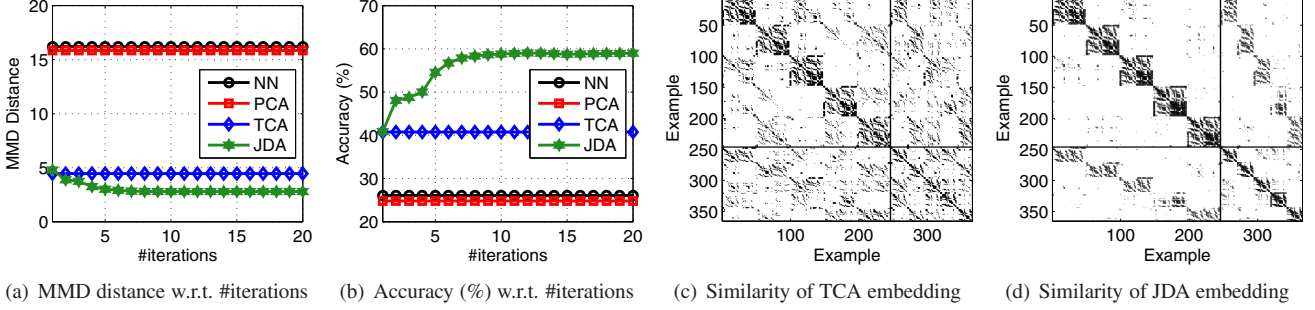 20
15
10
5
0
MMD Distance
NN
PCA
TCA
JDA
5 10 15 20
#iterations
(a) MMD distance w.r.t. #iterations
70
60
50
40
30
20
Accuracy (%)
NN
PCA
TCA
JDA
5 10 15 20
#iterations
(b) Accuracy (%) w.r.t. #iterations
50
100
150
200
250
300
350
Example
100 200 300
Example
(c) Similarity of TCA embedding
50
100
150
200
250
300
350
Example
100 200 300
Example
(d) Similarity of JDA embedding